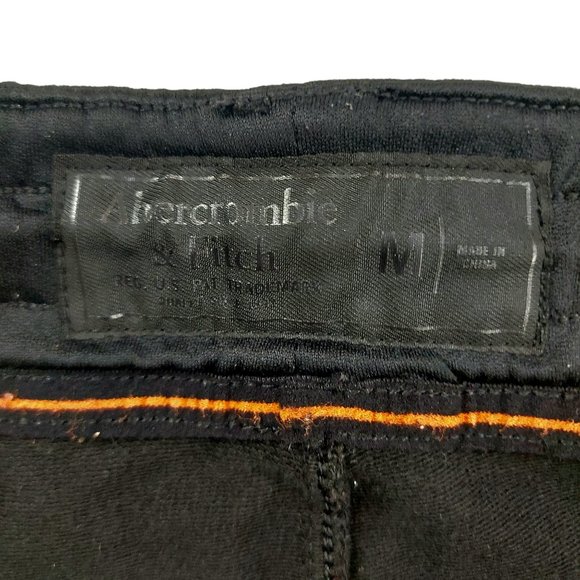 Abercrombie
& Fitch
REG. U.S. PAT TRADEMARK
M
MADE IN
CHINA